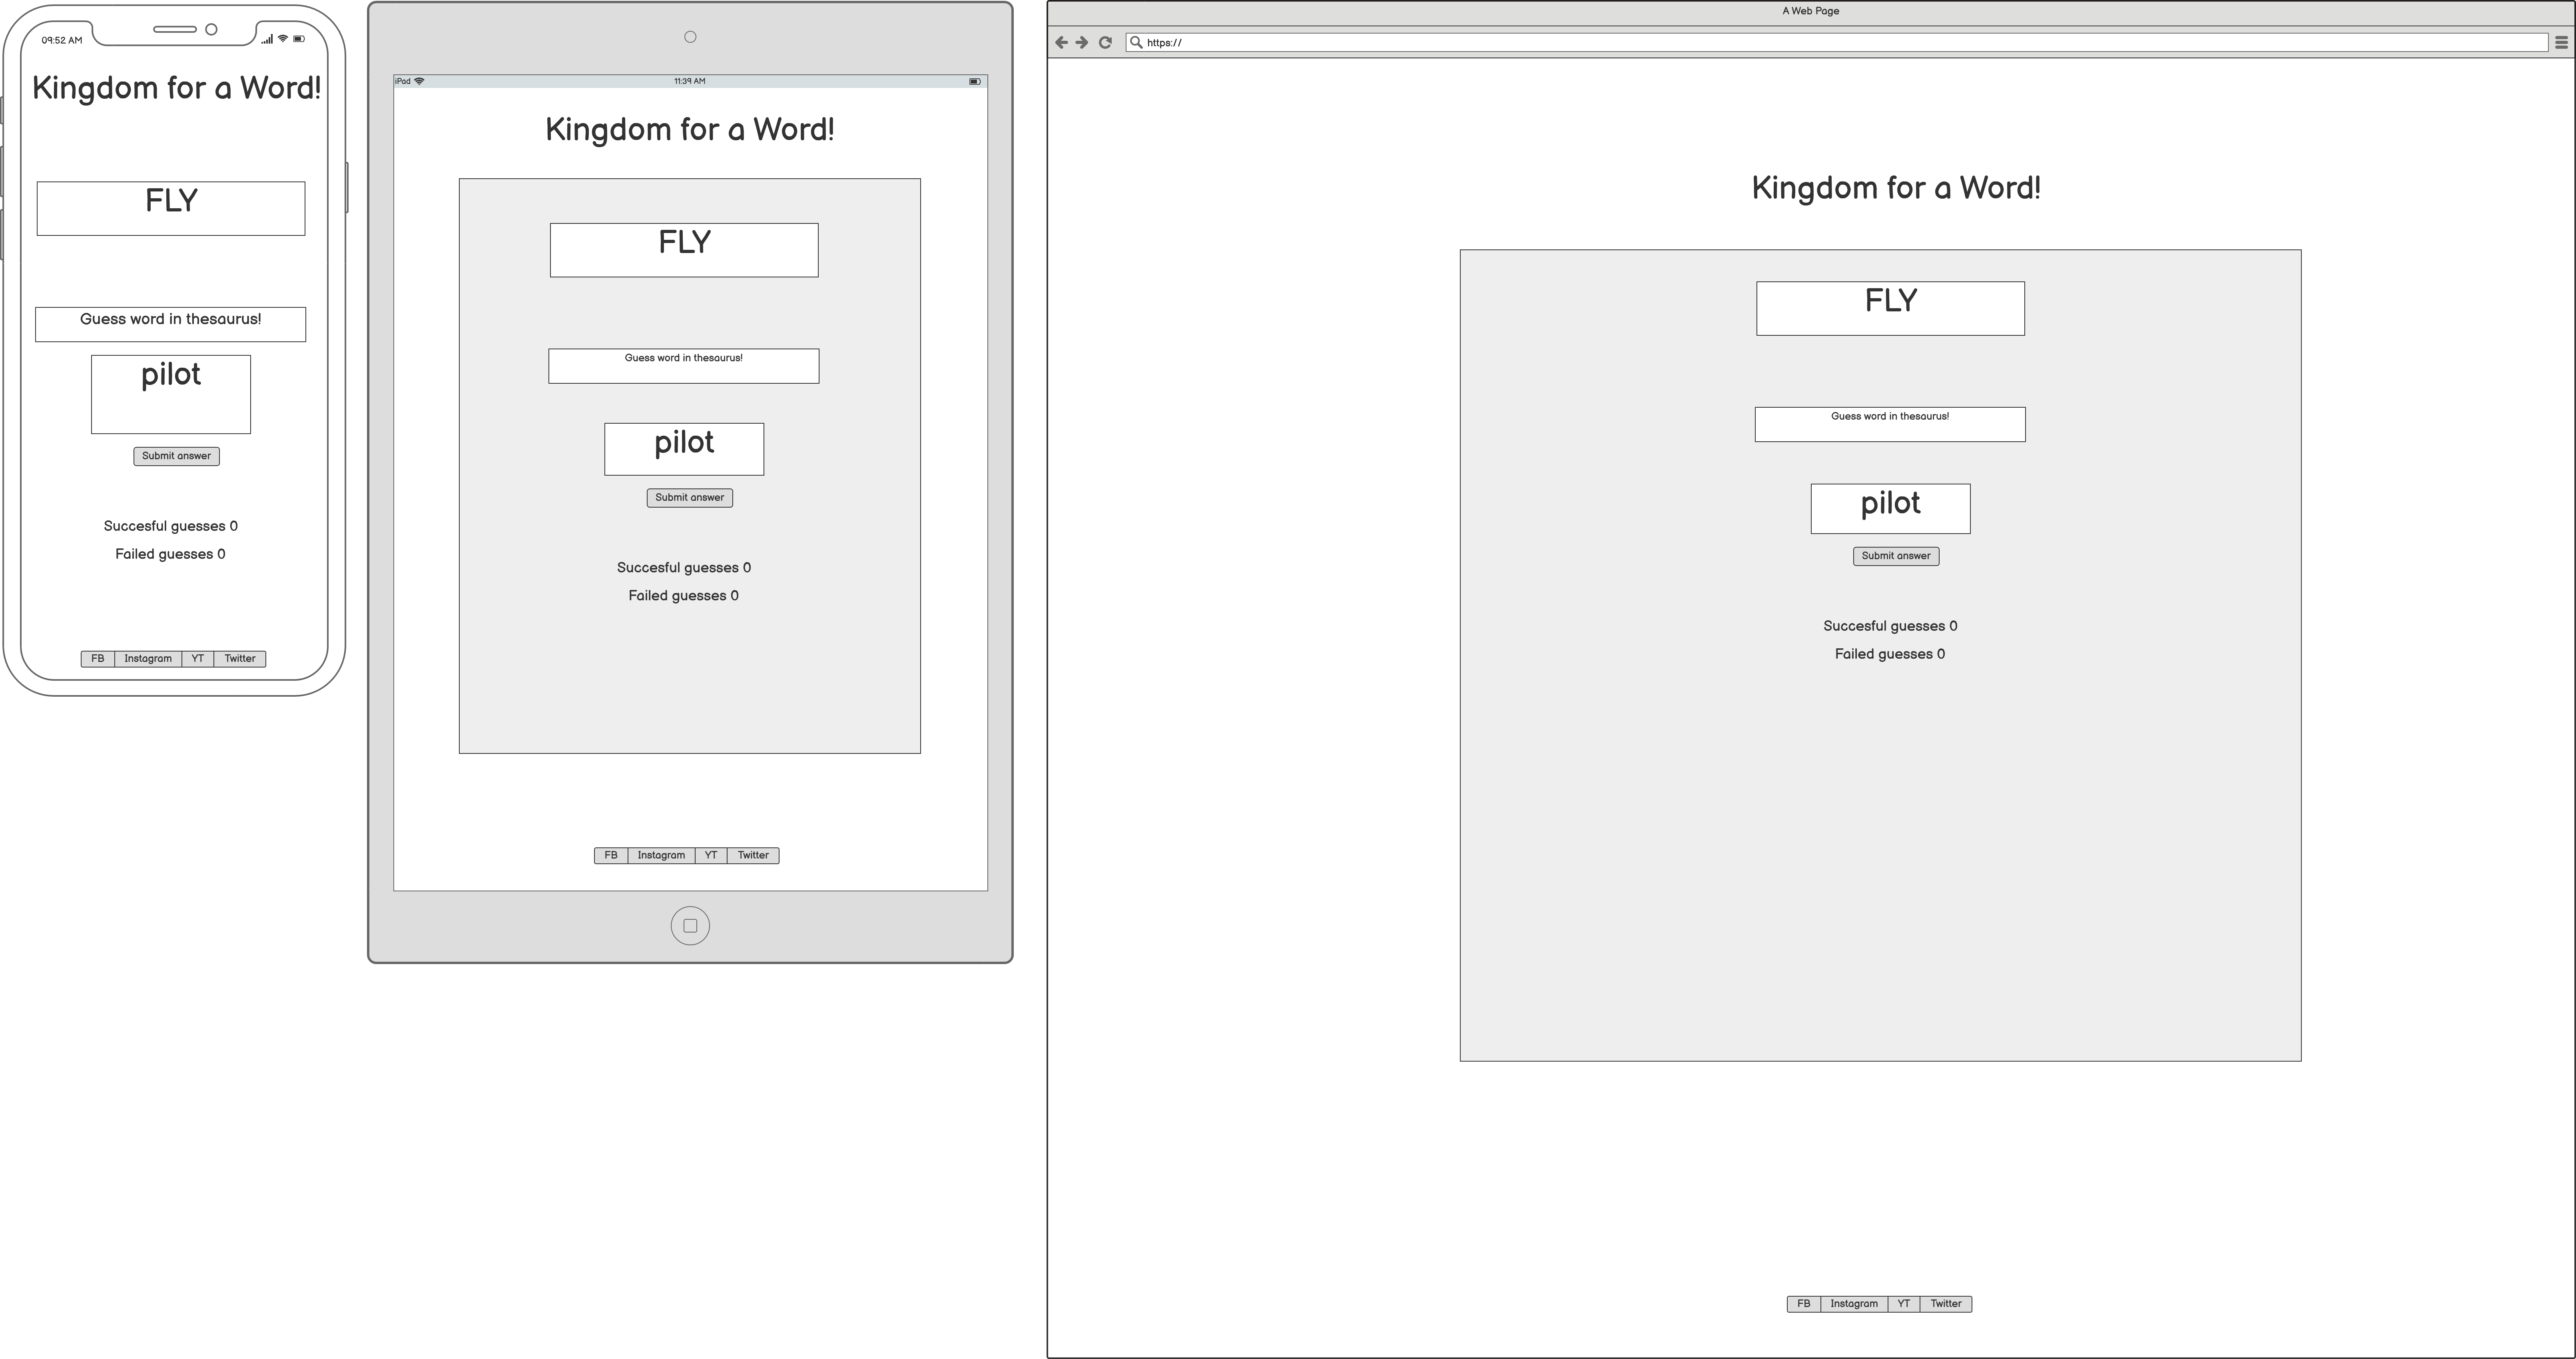 09:52 AM
Kingdom for a Word!
FLY
Guess word in thesaurus!
pilot
Submit answer
Succesful guesses 0
Failed guesses 0
FB Instagram YT Twitter
iPad 11:39 AM
Kingdom for a Word!
FLY
Guess word in thesaurus!
pilot
Submit answer
Succesful guesses 0
Failed guesses 0
FB Instagram YT Twitter
A Web Page
https://
Kingdom for a Word!
FLY
Guess word in thesaurus!
pilot
Submit answer
Succesful guesses 0
Failed guesses 0
FB Instagram YT Twitter